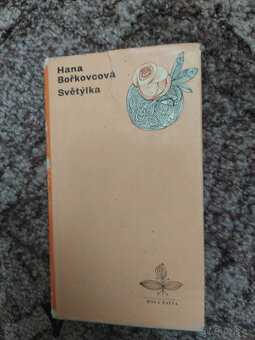 Hana
Bořkovcová
Světýlka
MALÁ ŽATVA